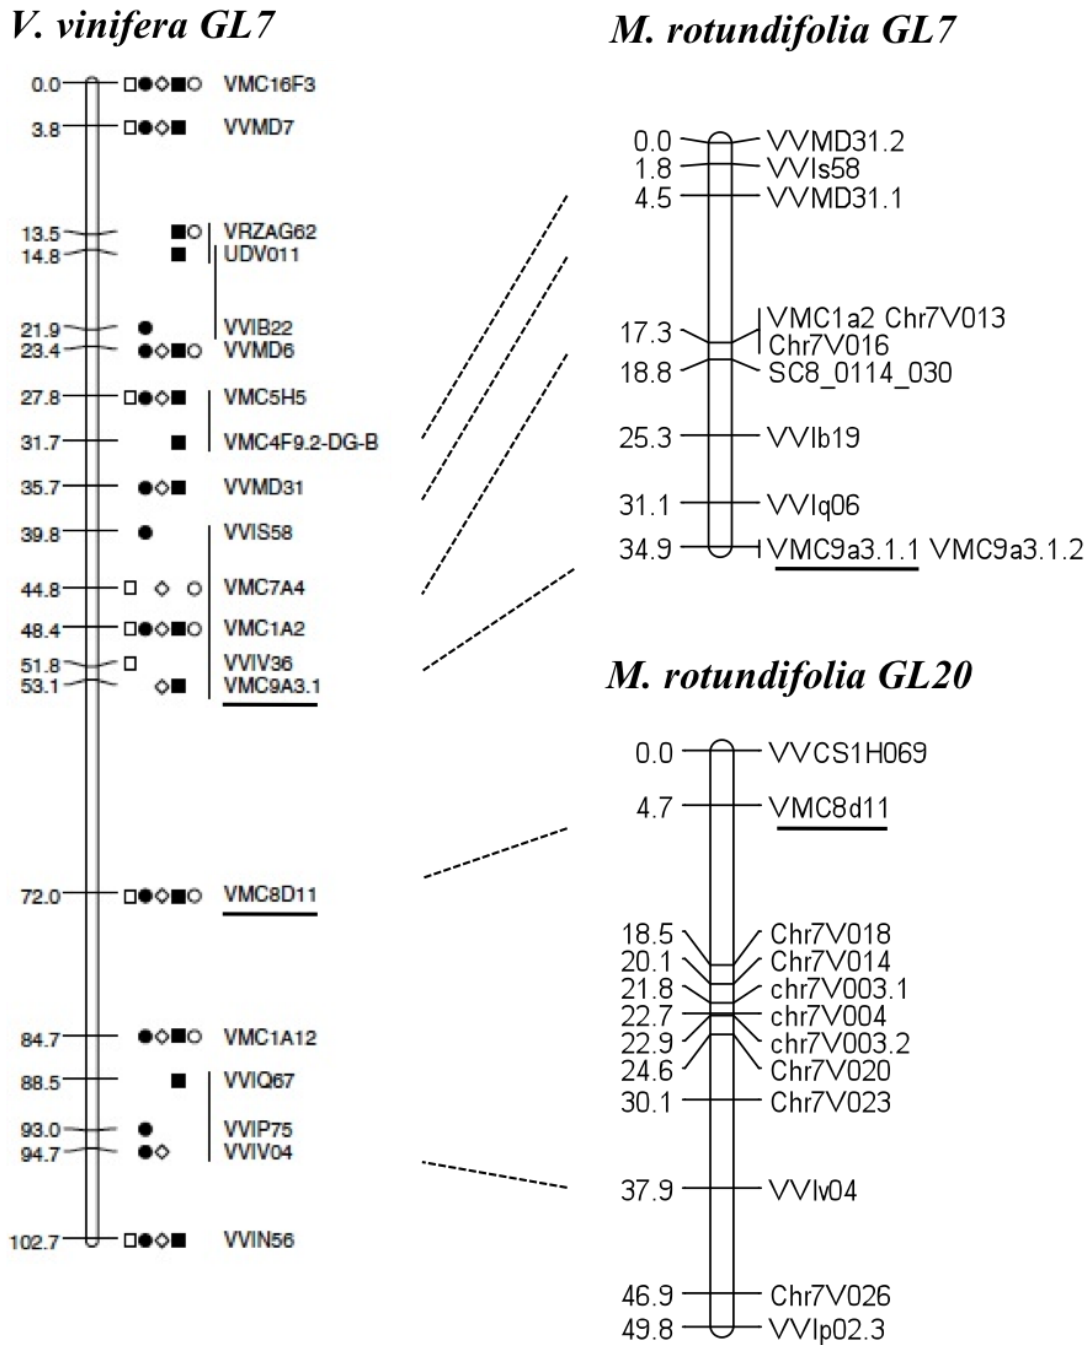 V. vinifera GL7
0.0 VMC16F3
3.8 VVMD7
13.5 VRZAG62
14.8 UDV011
21.9 VVIB22
23.4 VVMD6
27.8 VMC5H5
31.7 VMC4F9.2-DG-B
35.7 VVMD31
39.8 VVIS58
44.8 VMC7A4
48.4 VMC1A2
51.8 VVIV36
53.1 VMC9A3.1
72.0 VMC8D11
84.7 VMC1A12
88.5 VVIQ67
93.0 VVIP75
94.7 VVIV04
102.7 VVIN56
M. rotundifolia GL7
0.0 VVMD31.2
1.8 VVIs58
4.5 VVMD31.1
VMC1a2 Chr7V013
17.3 Chr7V016
18.8 SC8_0114_030
25.3 VVIb19
31.1 VVIq06
34.9 VMC9a3.1.1 VMC9a3.1.2
M. rotundifolia GL20
0.0 VVCS1H069
4.7 VMC8d11
18.5 Chr7V018
20.1 Chr7V014
21.8 chr7V003.1
22.7 chr7V004
22.9 chr7V003.2
24.6 Chr7V020
30.1 Chr7V023
37.9 VVIv04
46.9 Chr7V026
49.8 VVIp02.3